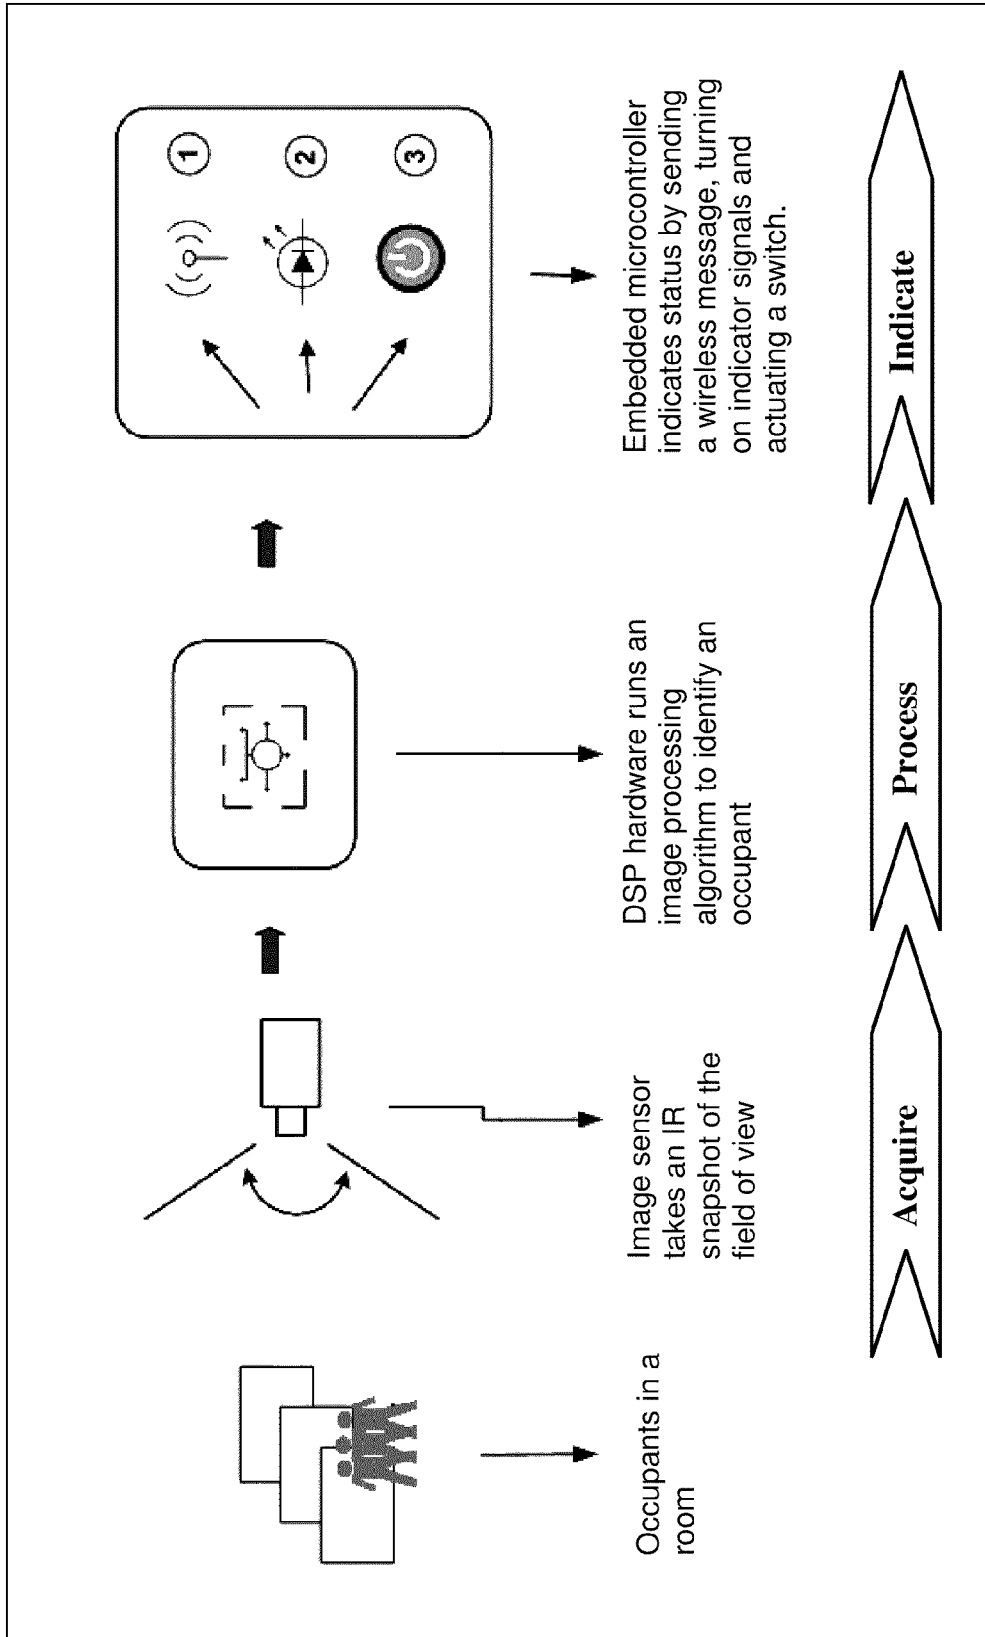 1
2
3
Occupants in a
room
Image sensor
takes an IR
snapshot of the
field of view
DSP hardware runs an
image processing
algorithm to identify an
occupant
Embedded microcontroller
indicates status by sending
a wireless message, turning
on indicator signals and
actuating a switch.
Acquire
Process
Indicate